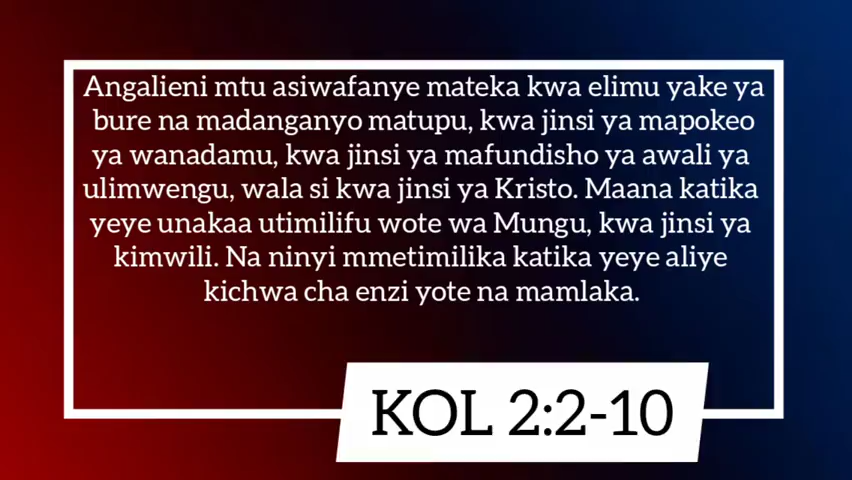 Angalieni mtu asiwafanye mateka kwa elimu yake ya
bure na madanganyo matupu, kwa jinsi ya mapokeo
ya wanadamu, kwa jinsi ya mafundisho ya awali ya
ulimwengu, wala si kwa jinsi ya Kristo. Maana katika
yeye unakaa utimilifu wote wa Mungu, kwa jinsi ya
kimwili. Na ninyi mmetimilika katika yeye aliye
kichwa cha enzi yote na mamlaka.
KOL 2:2-10